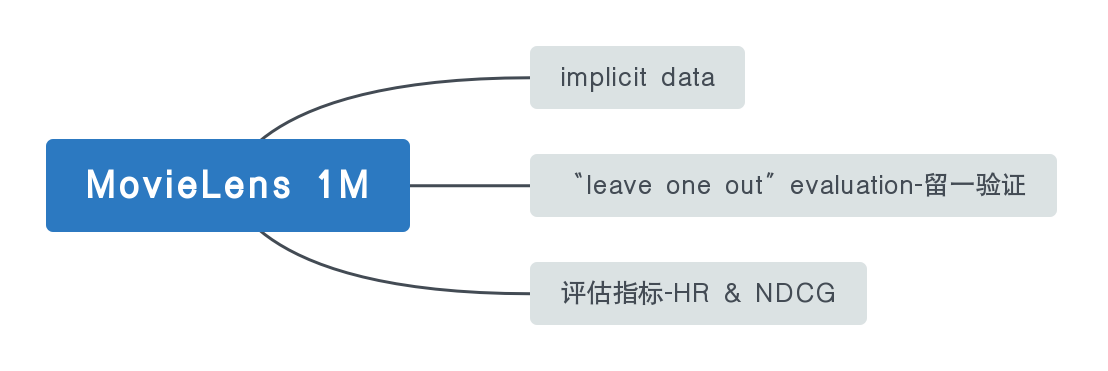 MovieLens 1M
implicit data
“leave one out” evaluation-留一验证
评估指标-HR & NDCG